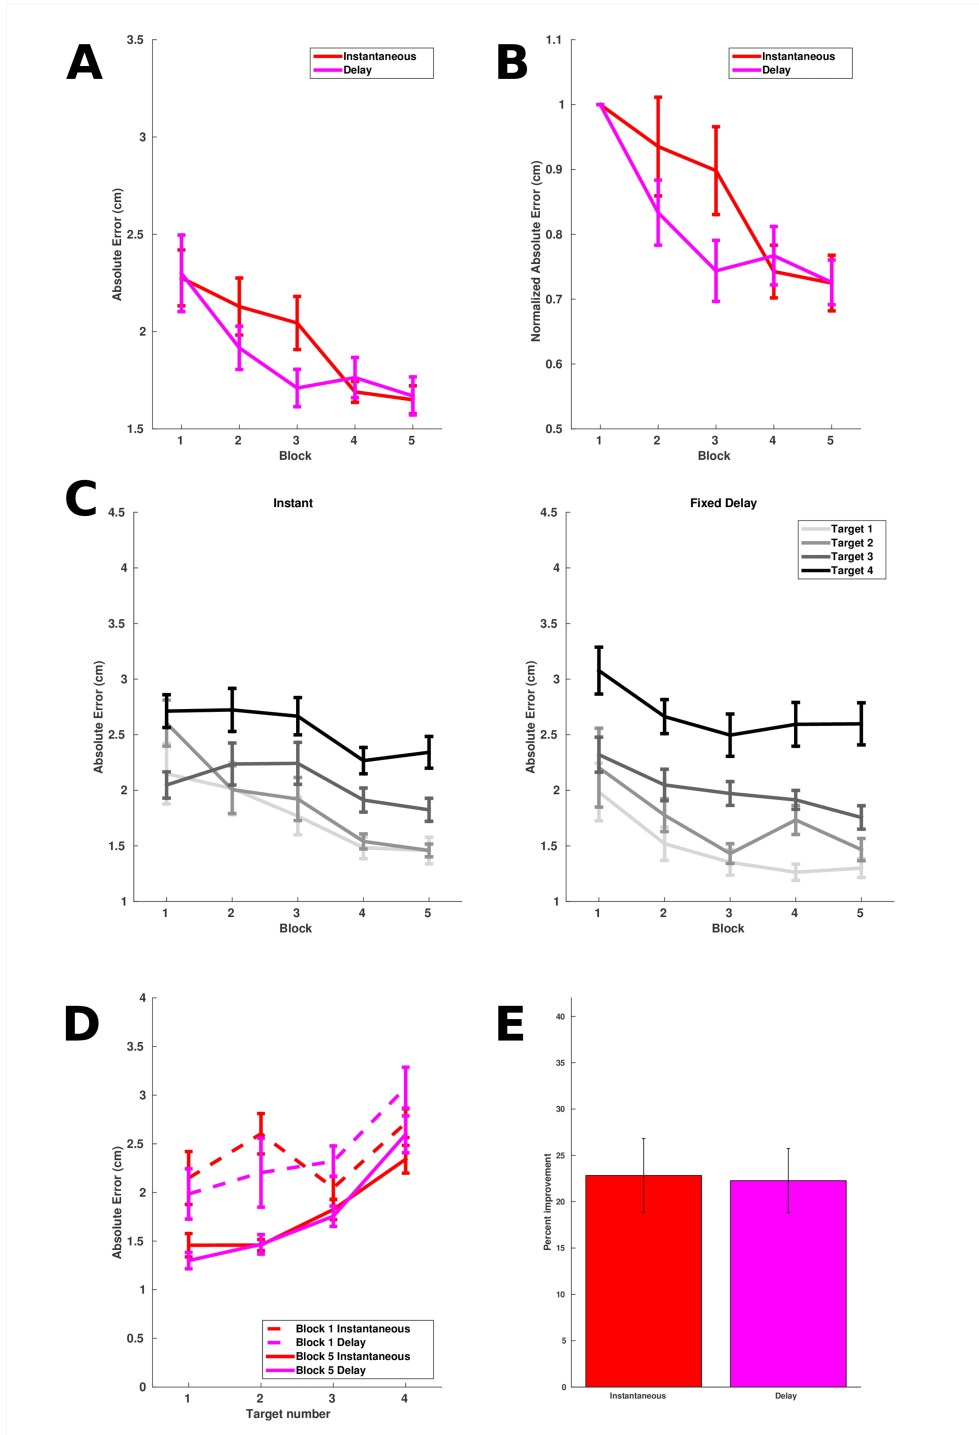 A
3.5
3
2.5
2
1.5
Absolute Error (cm)
Instantaneous
Delay
1 2 3 4 5
Block
B
1.1
1
0.9
0.8
0.7
0.6
0.5
Normalized Absolute Error (cm)
Instantaneous
Delay
1 2 3 4 5
Block
C
Instant
4.5
4
3.5
3
2.5
2
1.5
1
Absolute Error (cm)
1 2 3 4 5
Block
Fixed Delay
4.5
4
3.5
3
2.5
2
1.5
1
Absolute Error (cm)
Target 1
Target 2
Target 3
Target 4
1 2 3 4 5
Block
D
4
3.5
3
2.5
2
1.5
1
0.5
0
Absolute Error (cm)
Block 1 Instantaneous
Block 1 Delay
Block 5 Instantaneous
Block 5 Delay
1 2 3 4
Target number
E
40
35
30
25
20
15
10
5
0
Percent improvement
Instantaneous Delay